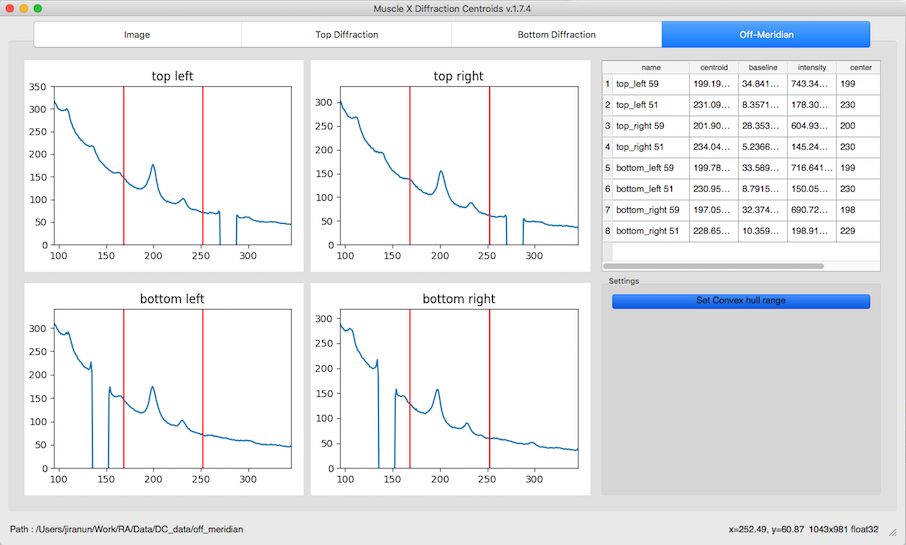 Muscle X Diffraction Centroids v.1.7.4
Image Top Diffraction Bottom Diffraction Off-Meridian
top left
350
300
250
200
150
100
50
0
100 150 200 250 300
top right
300
250
200
150
100
50
0
100 150 200 250 300
name centroid baseline intensity center
1 top_left 59 199.19... 34.841... 743.34... 199
2 top_left 51 231.09... 8.3571... 178.30... 230
3 top_right 59 201.90... 28.353... 604.93... 200
4 top_right 51 234.04... 5.2366... 145.24... 230
5 bottom_left 59 199.78... 33.589... 716.641... 199
6 bottom_left 51 230.95... 8.7915... 150.05... 230
7 bottom_right 59 197.05... 32.374... 690.72... 198
8 bottom_right 51 228.65... 10.359... 198.91... 229
bottom left
300
250
200
150
100
50
0
100 150 200 250 300
bottom right
300
250
200
150
100
50
0
100 150 200 250 300
Settings
Set Convex hull range
Path : /Users/jiranun/Work/RA/Data/DC_data/off_meridian
x=252.49, y=60.87 1043x981 float32